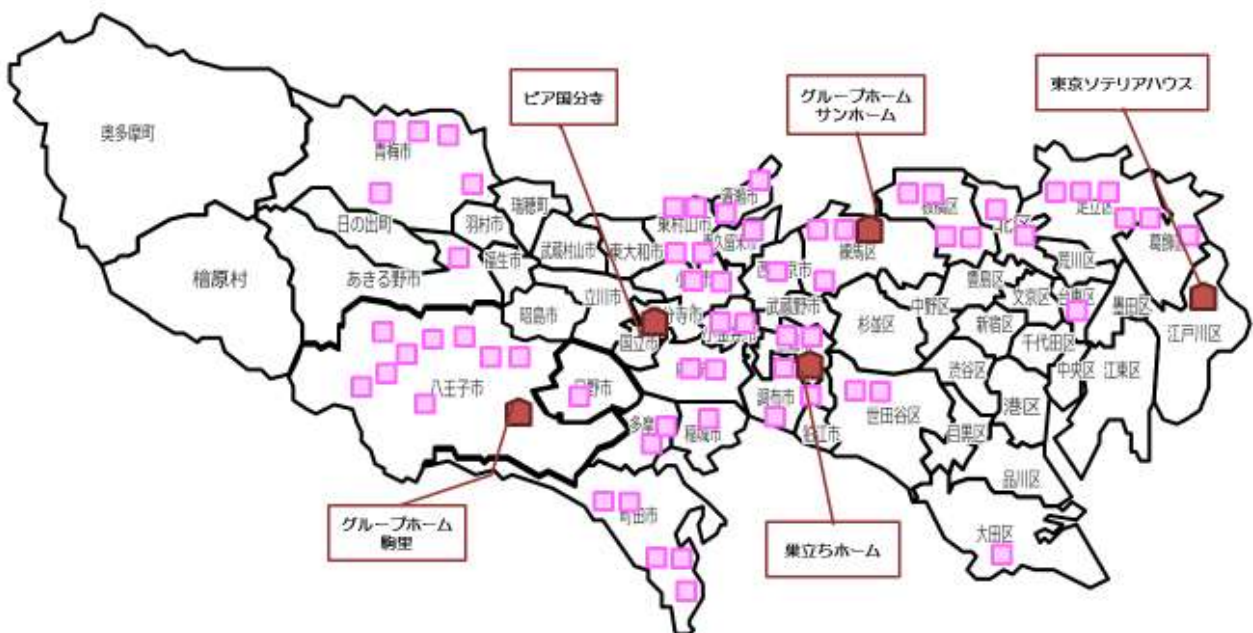 ピア国分寺
グループホーム
サンホーム
東京ソテリアハウス
奥多摩町
青梅市
清瀬市
板橋区
足立区
日の出町
羽村市
瑞穂町
東村山市
練馬区
葛飾
檜原村
あきる野市
福生市
武蔵村山市
東大和市
荒川区
豊島区
文京区
台東区
墨田区
江戸川区
立川市
昭島市
国立市
分寺市
武蔵野市
杉並区
中野区
新宿区
千代田区
渋谷区
中央区
江東区
八王子市
調布市
世田谷区
港区
目黒区
狛江市
稲城市
品川区
町田市
大田区
グループホーム
駒里
巣立ちホーム